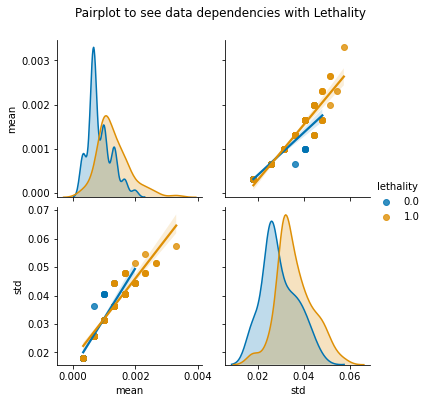 Pairplot to see data dependencies with Lethality
0.003
0.002
0.001
0.000
mean
lethality
0.0
1.0
0.07
0.06
0.05
0.04
0.03
0.02
std
0.000 0.002 0.004
mean
0.02 0.04 0.06
std